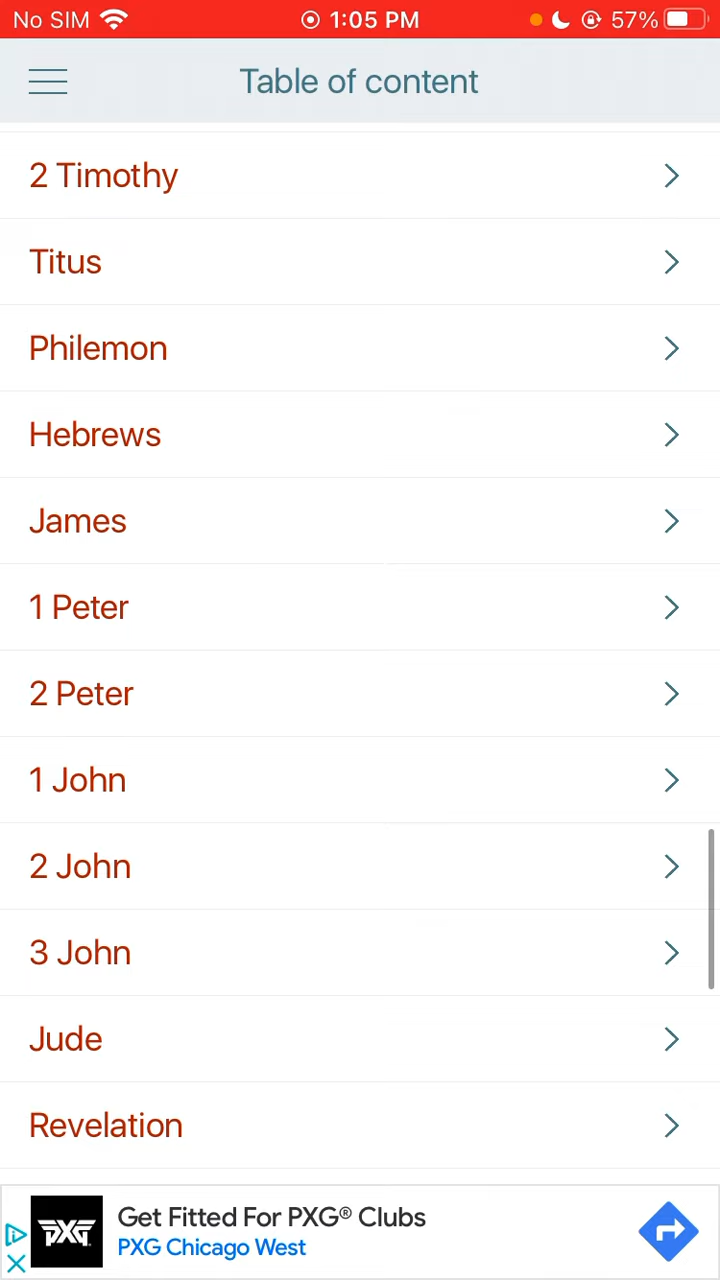 No SIM 1:05 PM 57%
Table of content
2 Timothy
Titus
Philemon
Hebrews
James
1 Peter
2 Peter
1 John
2 John
3 John
Jude
Revelation
PXG
Get Fitted For PXG® Clubs
PXG Chicago West